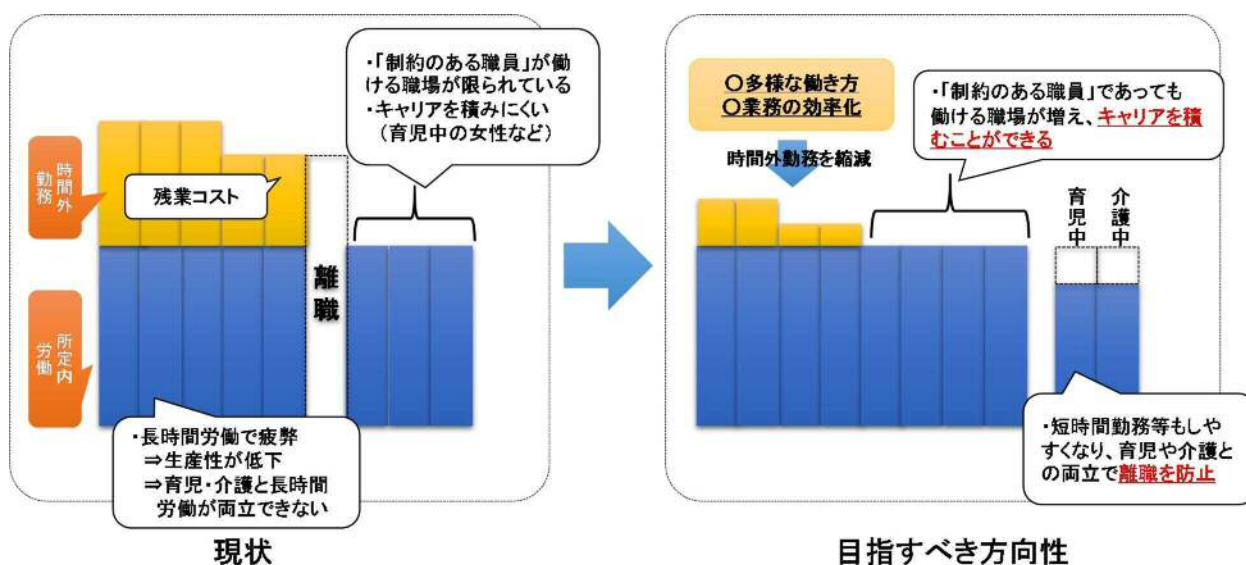 ・「制約のある職員」が働
ける職場が限られている
・キャリアを積みにくい
（育児中の女性など）
時間外
勤務
残業コスト
離職
所定内
労働
・長時間労働で疲弊
⇒生産性が低下
⇒育児・介護と長時間
労働が両立できない
現状
○多様な働き方
○業務の効率化
時間外勤務を縮減
・「制約のある職員」であっても
働ける職場が増え、キャリアを積
むことができる
育児中
介護中
・短時間勤務等もしや
すくなり、育児や介護と
の両立で離職を防止
目指すべき方向性